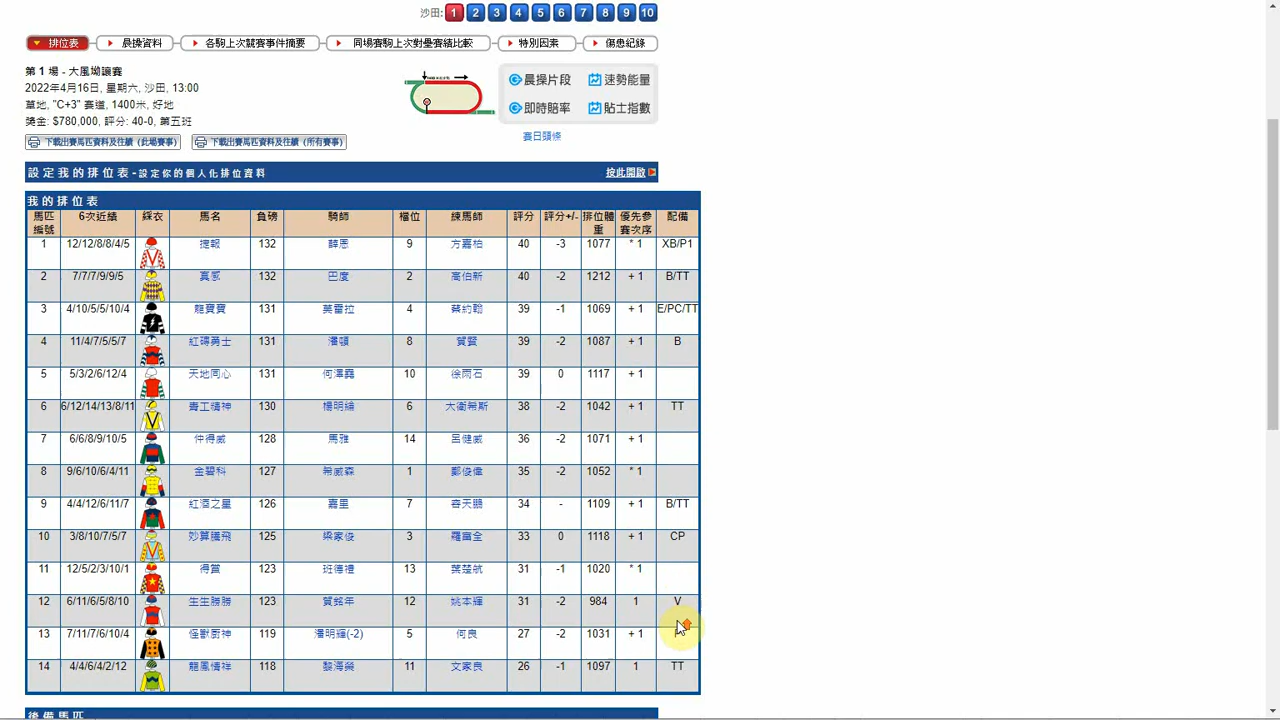 沙田: 1 2 3 4 5 6 7 8 9 10
排位表 晨操資料 各駒上次競賽事件摘要 同場賽駒上次對壘賽績比較 特別因素 傷患紀錄
第 1 場 - 大風坳讓賽
2022年4月16日, 星期六, 沙田, 13:00
草地, "C+3" 賽道, 1400米, 好地
獎金: $780,000, 評分: 40-0, 第五班
晨操片段 速勢能量
即時賠率 貼士指數
賽日頭條
下載出賽馬匹資料及往績 (此場賽事) 下載出賽馬匹資料及往績 (所有賽事)
設定我的排位表 - 設定你的個人化排位資料 按此開啟
我的排位表
馬匹編號 6次近績 綵衣 馬名 負磅 騎師 檔位 練馬師 評分 評分+/- 排位體重 優先參賽次序 配備
1 12/12/8/8/4/5 捷報 132 薛恩 9 方嘉柏 40 -3 1077 * 1 XB/P1
2 7/7/7/9/9/5 真感 132 巴度 2 高伯新 40 -2 1212 + 1 B/TT
3 4/10/5/5/10/4 龍寶寶 131 莫雷拉 4 蔡約翰 39 -1 1069 + 1 E/PC/TT
4 11/4/7/5/5/7 紅磚勇士 131 潘頓 8 賀賢 39 -2 1087 + 1 B
5 5/3/2/6/12/4 天地同心 131 何澤堯 10 徐雨石 39 0 1117 + 1
6 6/12/14/13/8/11 壽工精神 130 楊明綸 6 大衛希斯 38 -2 1042 + 1 TT
7 6/6/8/9/10/5 仲得威 128 馬雅 14 呂健威 36 -2 1071 + 1
8 9/6/10/6/4/11 金碧科 127 希威森 1 鄭俊偉 35 -2 1052 * 1
9 4/4/12/6/11/7 紅酒之星 126 嘉里 7 容天鵬 34 - 1109 + 1 B/TT
10 3/8/10/7/5/7 妙算騰飛 125 梁家俊 3 羅富全 33 0 1118 + 1 CP
11 12/5/2/3/10/1 得賞 123 班德禮 13 葉楚航 31 -1 1020 * 1
12 6/11/6/5/8/10 生生勝勝 123 賀銘年 12 姚本輝 31 -2 984 1 V
13 7/11/7/6/10/4 怪獸廚神 119 潘明輝(-2) 5 何良 27 -2 1031 + 1
14 4/4/6/4/2/12 龍鳳情祥 118 黎海榮 11 文家良 26 -1 1097 1 TT
後備馬匹